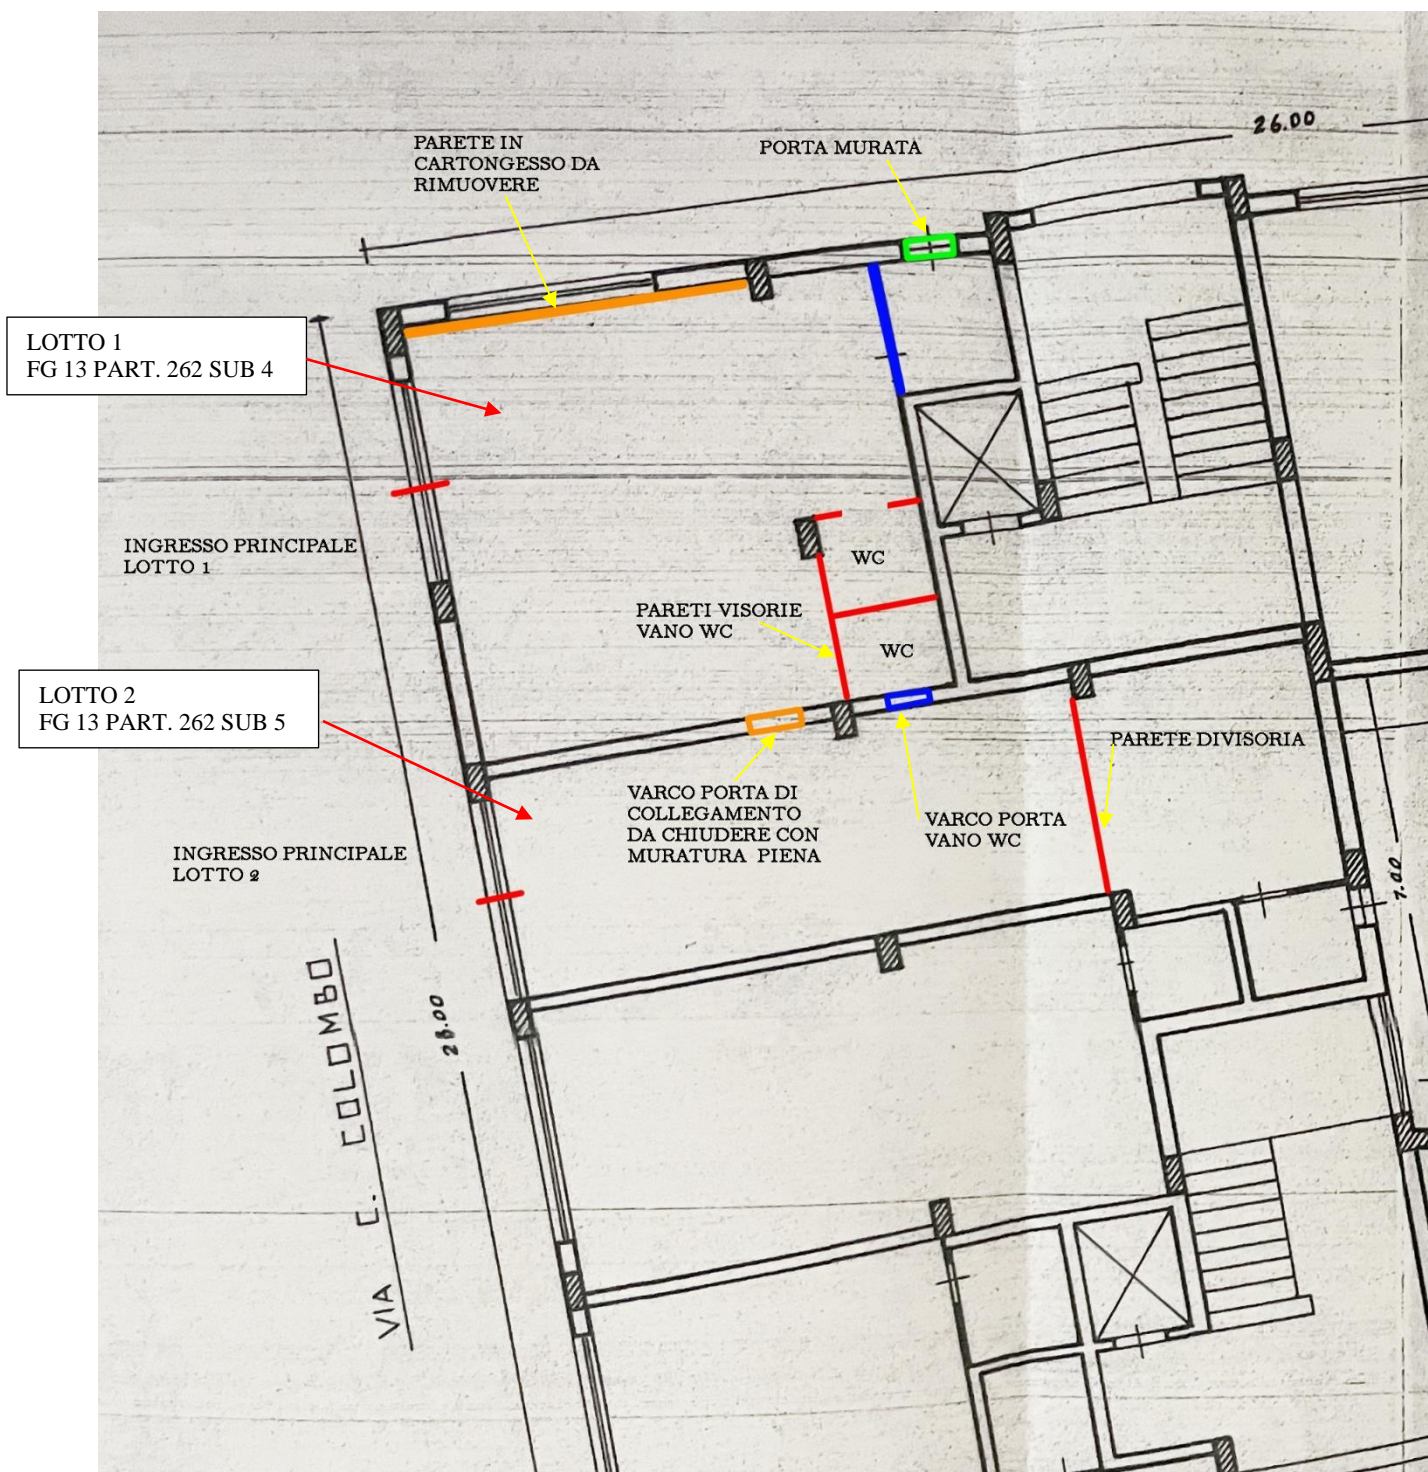 26.00
PARETE IN
CARTONGESSO DA
RIMUOVERE
PORTA MURATA
LOTTO 1
FG 13 PART. 262 SUB 4
INGRESSO PRINCIPALE
LOTTO 1
WC
PARETI VISORIE
VANO WC
WC
LOTTO 2
FG 13 PART. 262 SUB 5
PARETE DIVISORIA
VARCO PORTA DI
COLLEGAMENTO
DA CHIUDERE CON
MURATURA PIENA
VARCO PORTA
VANO WC
INGRESSO PRINCIPALE
LOTTO 2
7.00
28.00
VIA C. COLOMBO